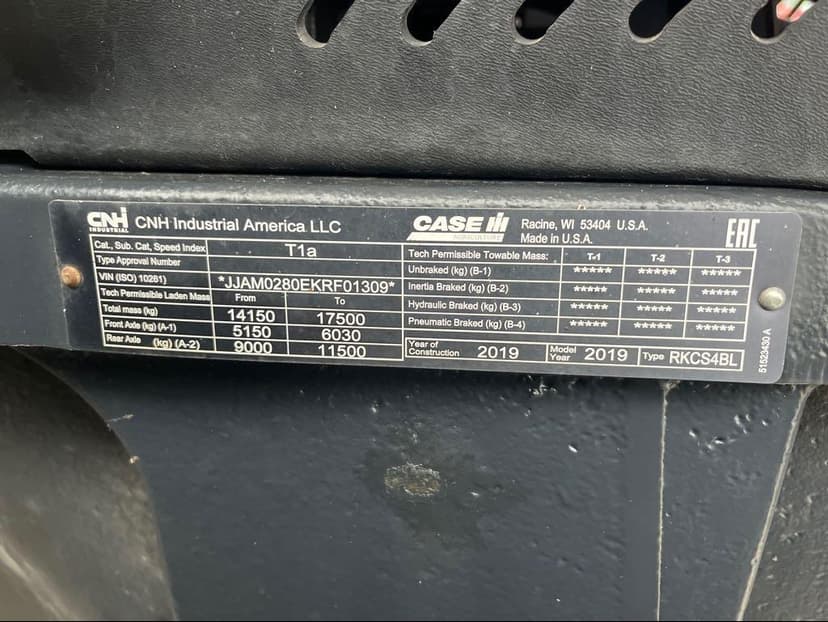 CNH INDUSTRIAL CNH Industrial America LLC CASE IH AGRICULTURE Racine, WI 53404 U.S.A. Made in U.S.A. EAC
Cat., Sub. Cat, Speed Index T1a
Type Approval Number
VIN (ISO) 10261) *JJAM0280EKRF01309*
Tech Permissible Laden Mass From To
Total mass (kg) 14150 17500
Front Axle (kg) (A-1) 5150 6030
Rear Axle (kg) (A-2) 9000 11500
Tech Permissible Towable Mass: T-1 T-2 T-3
Unbraked (kg) (B-1) ***** ***** *****
Inertia Braked (kg) (B-2) ***** ***** *****
Hydraulic Braked (kg) (B-3) ***** ***** *****
Pneumatic Braked (kg) (B-4) ***** ***** *****
Year of Construction 2019 Model Year 2019 Type RKCS4BL
51523430 A